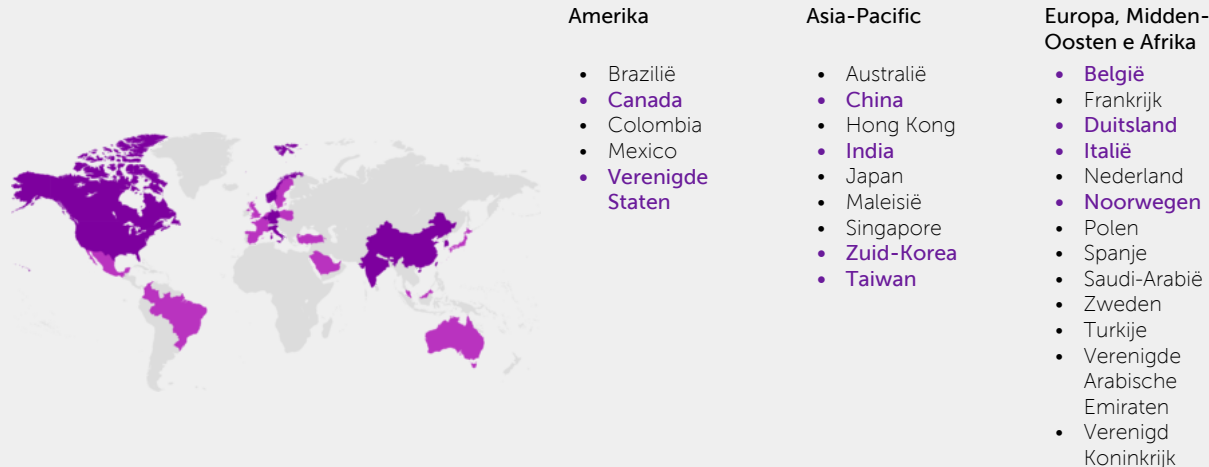 Amerika
• Brazilië
• Canada
• Colombia
• Mexico
• Verenigde
Staten
Asia-Pacific
• Australië
• China
• Hong Kong
• India
• Japan
• Maleisië
• Singapore
• Zuid-Korea
• Taiwan
Europa, Midden-
Oosten e Afrika
• België
• Frankrijk
• Duitsland
• Italië
• Nederland
• Noorwegen
• Polen
• Spanje
• Saudi-Arabië
• Zweden
• Turkije
• Verenigde
Arabische
Emiraten
• Verenigd
Koninkrijk